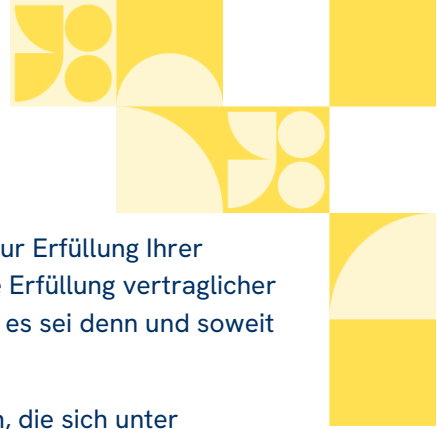 ur Erfüllung Ihrer
Erfüllung vertraglicher
es sei denn und soweit
, die sich unter